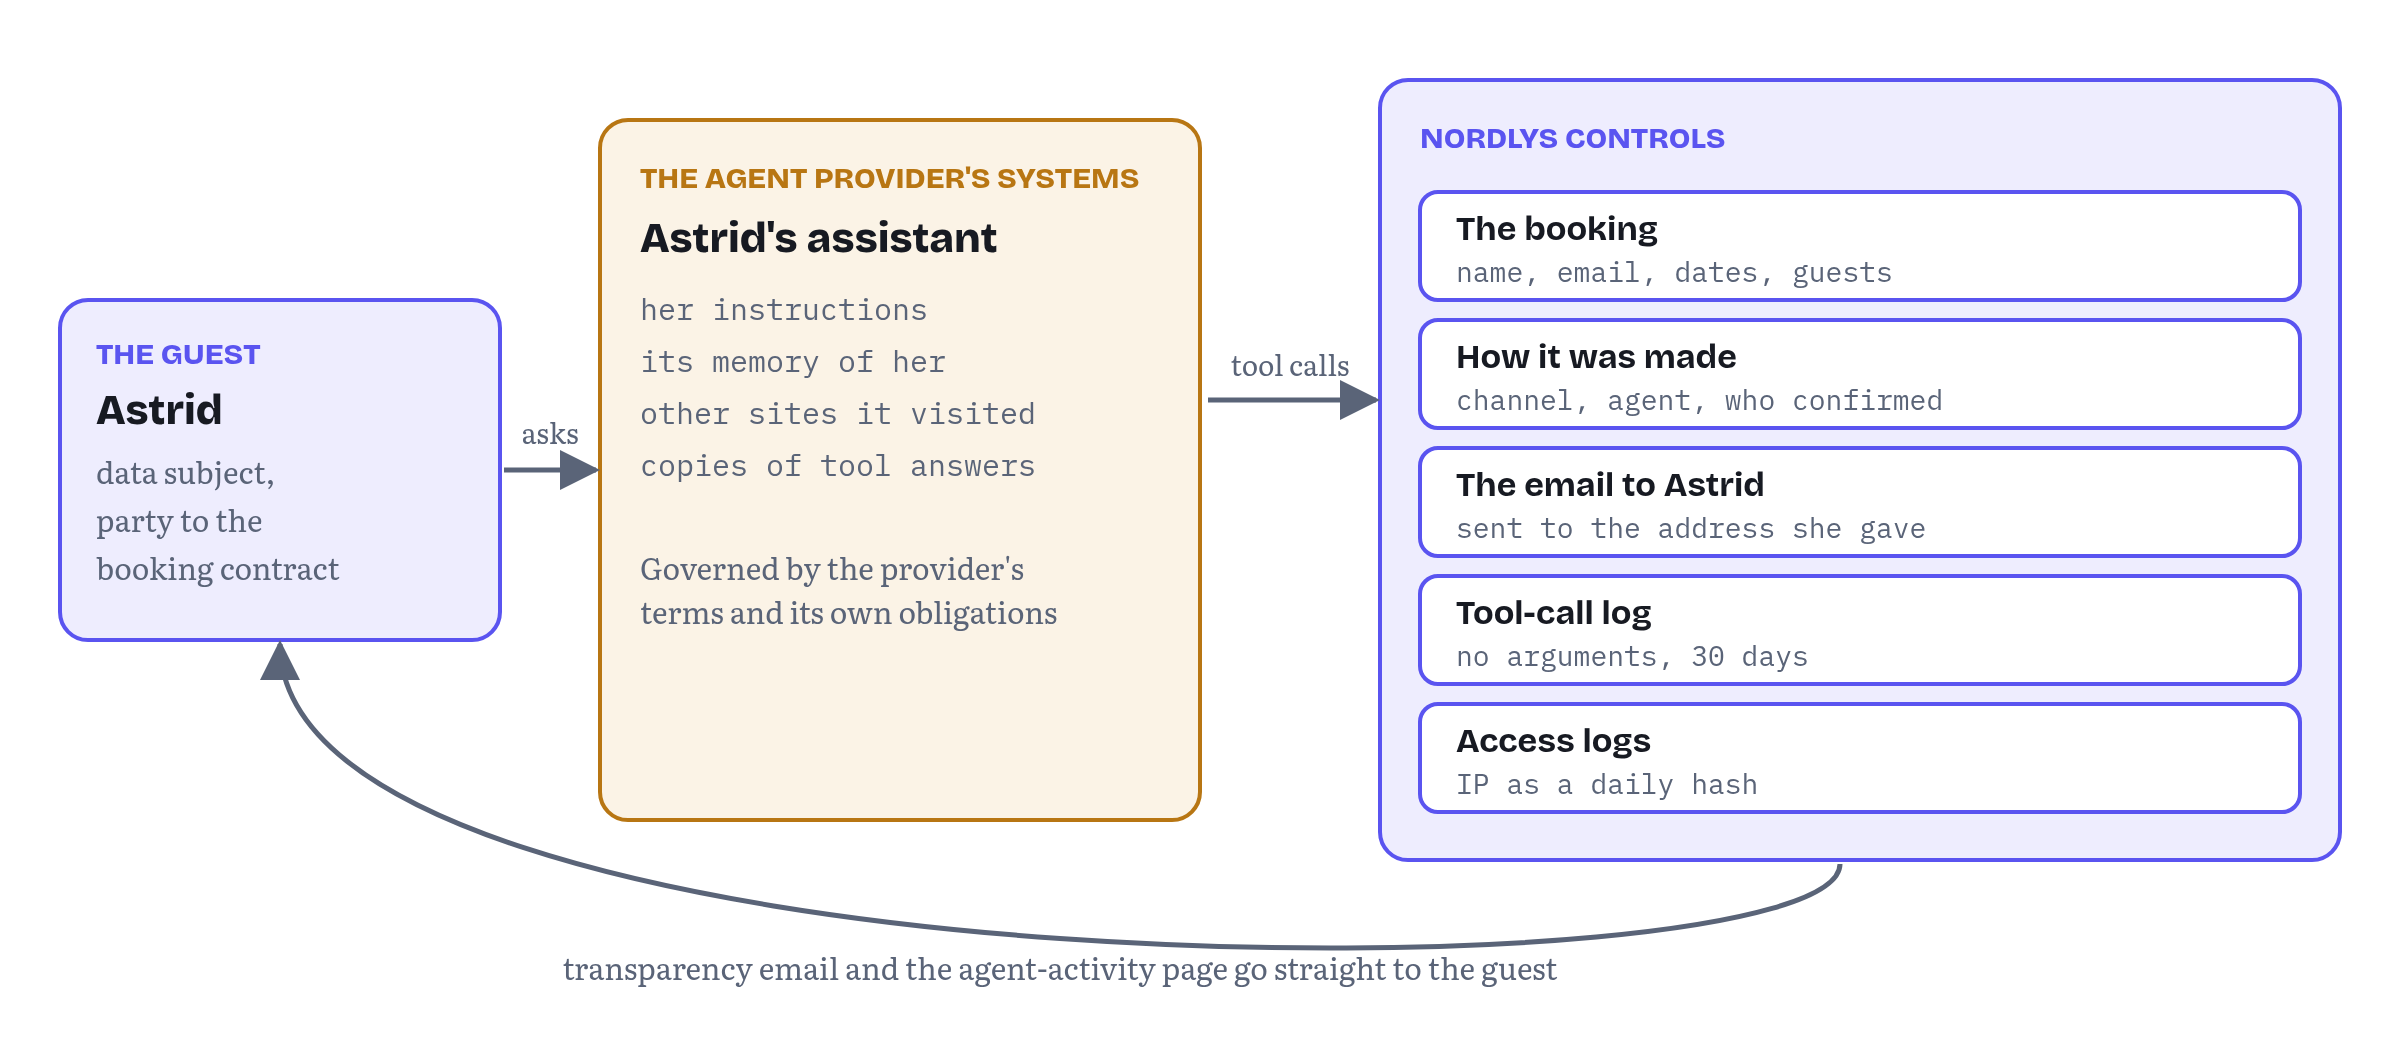 THE GUEST
Astrid
data subject,
party to the
booking contract
asks
THE AGENT PROVIDER'S SYSTEMS
Astrid's assistant
her instructions
its memory of her
other sites it visited
copies of tool answers
Governed by the provider's
terms and its own obligations
tool calls
NORDLYS CONTROLS
The booking
name, email, dates, guests
How it was made
channel, agent, who confirmed
The email to Astrid
sent to the address she gave
Tool-call log
no arguments, 30 days
Access logs
IP as a daily hash
transparency email and the agent-activity page go straight to the guest